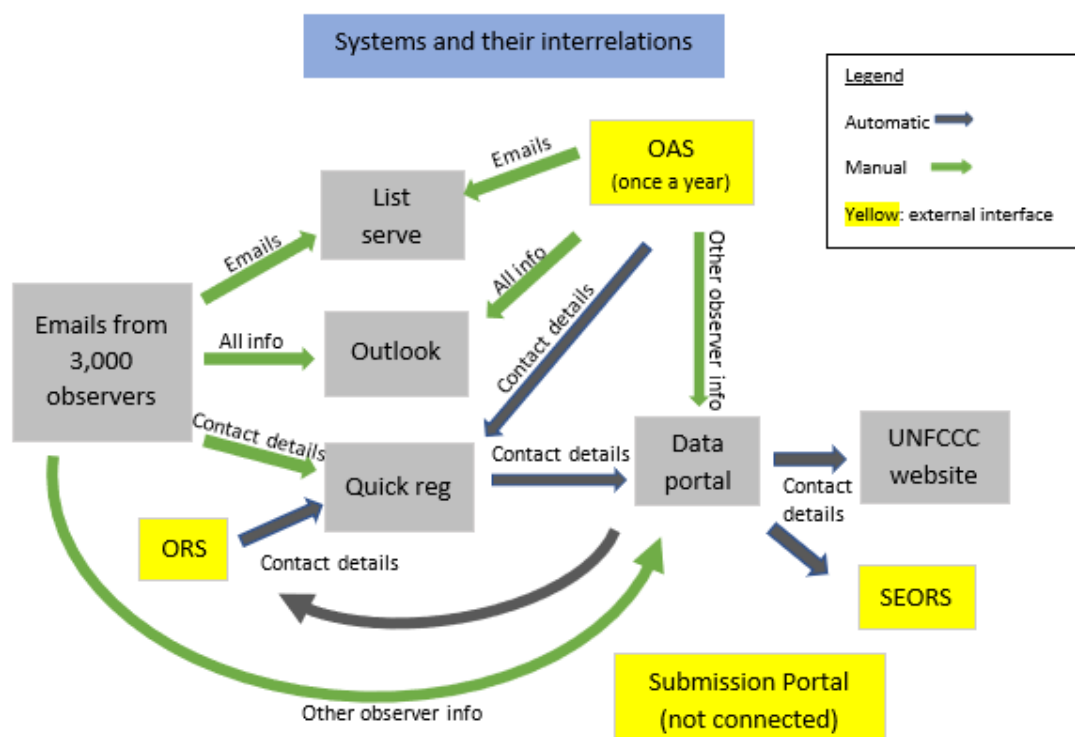 Systems and their interrelations
Legend
Automatic
Manual
Yellow: external interface
OAS
(once a year)
Emails
List
serve
Emails
All info
Other observer info
Contact details
Emails from
3,000
observers
All info
Outlook
Contact details
Quick reg
Contact details
Data
portal
UNFCCC
website
Contact
details
ORS
Contact details
SEORS
Submission Portal
(not connected)
Other observer info